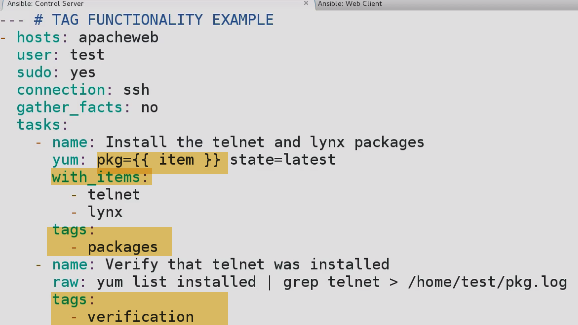 Ansible: Control Server
Ansible: Web Client
--- # TAG FUNCTIONALITY EXAMPLE
- hosts: apacheweb
  user: test
  sudo: yes
  connection: ssh
  gather_facts: no
  tasks:
    - name: Install the telnet and lynx packages
      yum: pkg={{ item }} state=latest
      with_items:
        - telnet
        - lynx
      tags:
        - packages
    - name: Verify that telnet was installed
      raw: yum list installed | grep telnet > /home/test/pkg.log
      tags:
        - verification